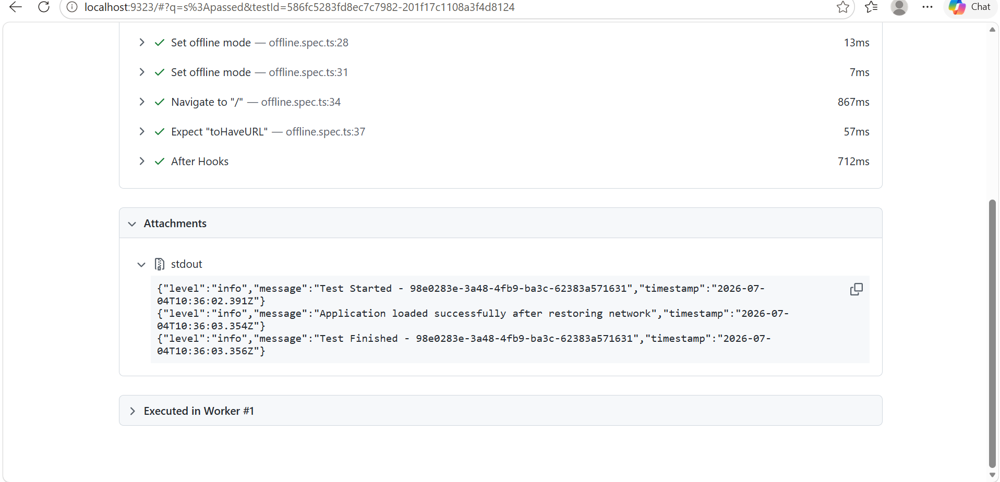 localhost:9323/#?q=s%3Apassed&testId=586fc5283fd8ec7c7982-201f17c1108a3f4d8124
Chat
Set offline mode — offline.spec.ts:28 13ms
Set offline mode — offline.spec.ts:31 7ms
Navigate to "/" — offline.spec.ts:34 867ms
Expect "toHaveURL" — offline.spec.ts:37 57ms
After Hooks 712ms
Attachments
stdout
{"level":"info","message":"Test Started - 98e0283e-3a48-4fb9-ba3c-62383a571631","timestamp":"2026-07-
04T10:36:02.391Z"}
{"level":"info","message":"Application loaded successfully after restoring network","timestamp":"2026-07-
04T10:36:03.354Z"}
{"level":"info","message":"Test Finished - 98e0283e-3a48-4fb9-ba3c-62383a571631","timestamp":"2026-07-
04T10:36:03.356Z"}
Executed in Worker #1